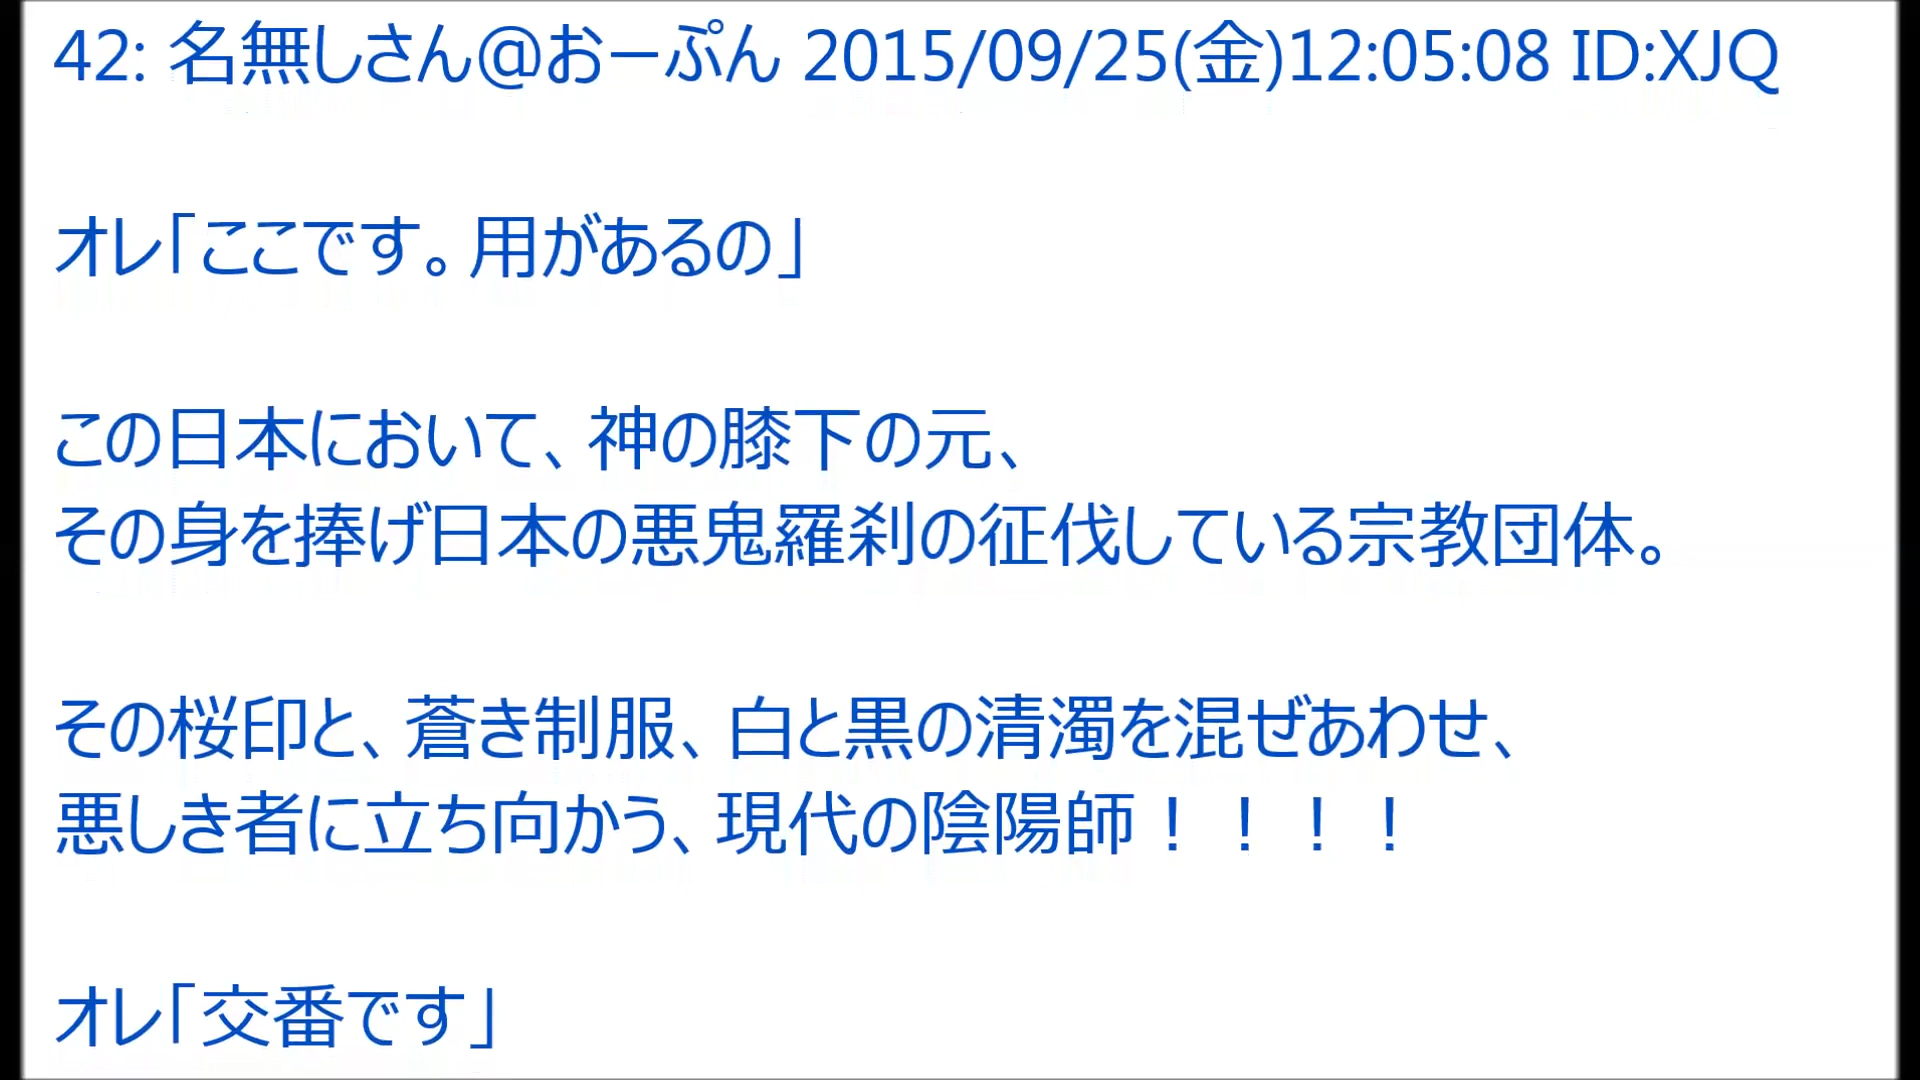 42: 名無しさん@おーぷん 2015/09/25(金)12:05:08 ID:XJQ
オレ「ここです。用があるの」
この日本において、神の膝下の元、
その身を捧げ日本の悪鬼羅刹の征伐している宗教団体。
その桜印と、蒼き制服、白と黒の清濁を混ぜあわせ、
悪しき者に立ち向かう、現代の陰陽師！！！！
オレ「交番です」